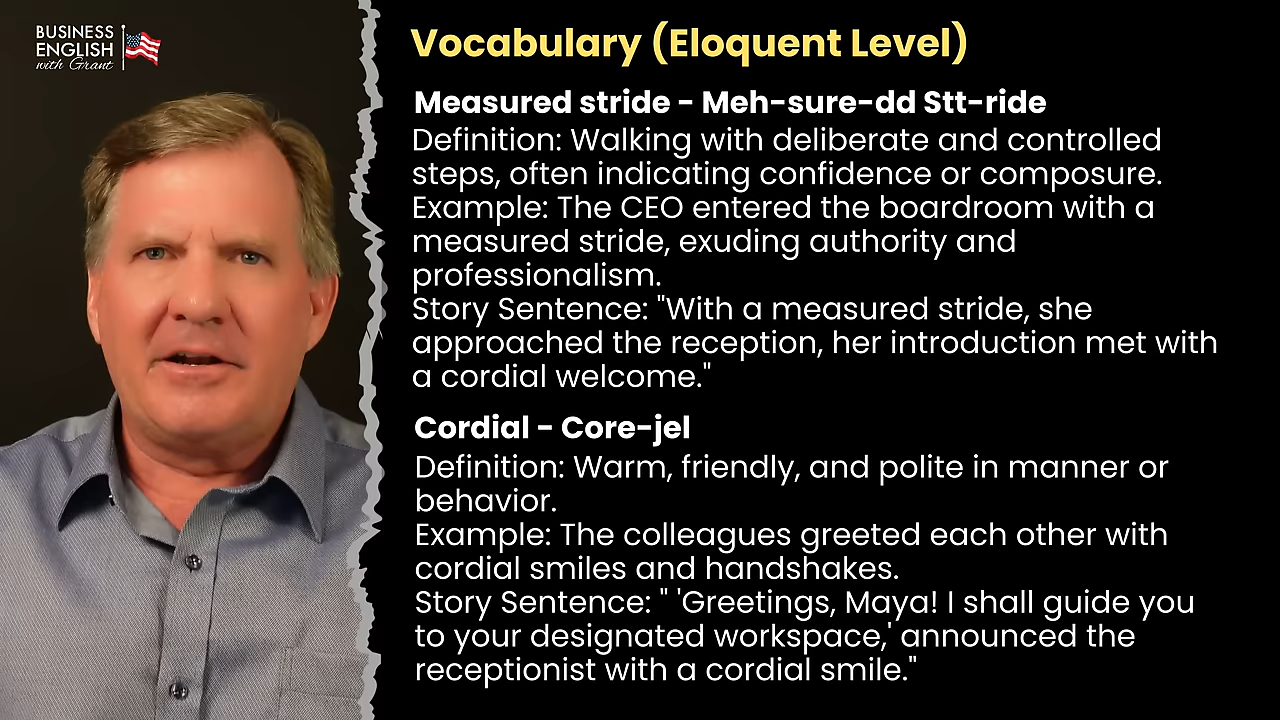 BUSINESS
ENGLISH
with Grant
Vocabulary (Eloquent Level)
Measured stride - Meh-sure-dd Stt-ride
Definition: Walking with deliberate and controlled
steps, often indicating confidence or composure.
Example: The CEO entered the boardroom with a
measured stride, exuding authority and
professionalism.
Story Sentence: "With a measured stride, she
approached the reception, her introduction met with
a cordial welcome."
Cordial - Core-jel
Definition: Warm, friendly, and polite in manner or
behavior.
Example: The colleagues greeted each other with
cordial smiles and handshakes.
Story Sentence: " 'Greetings, Maya! I shall guide you
to your designated workspace,' announced the
receptionist with a cordial smile."